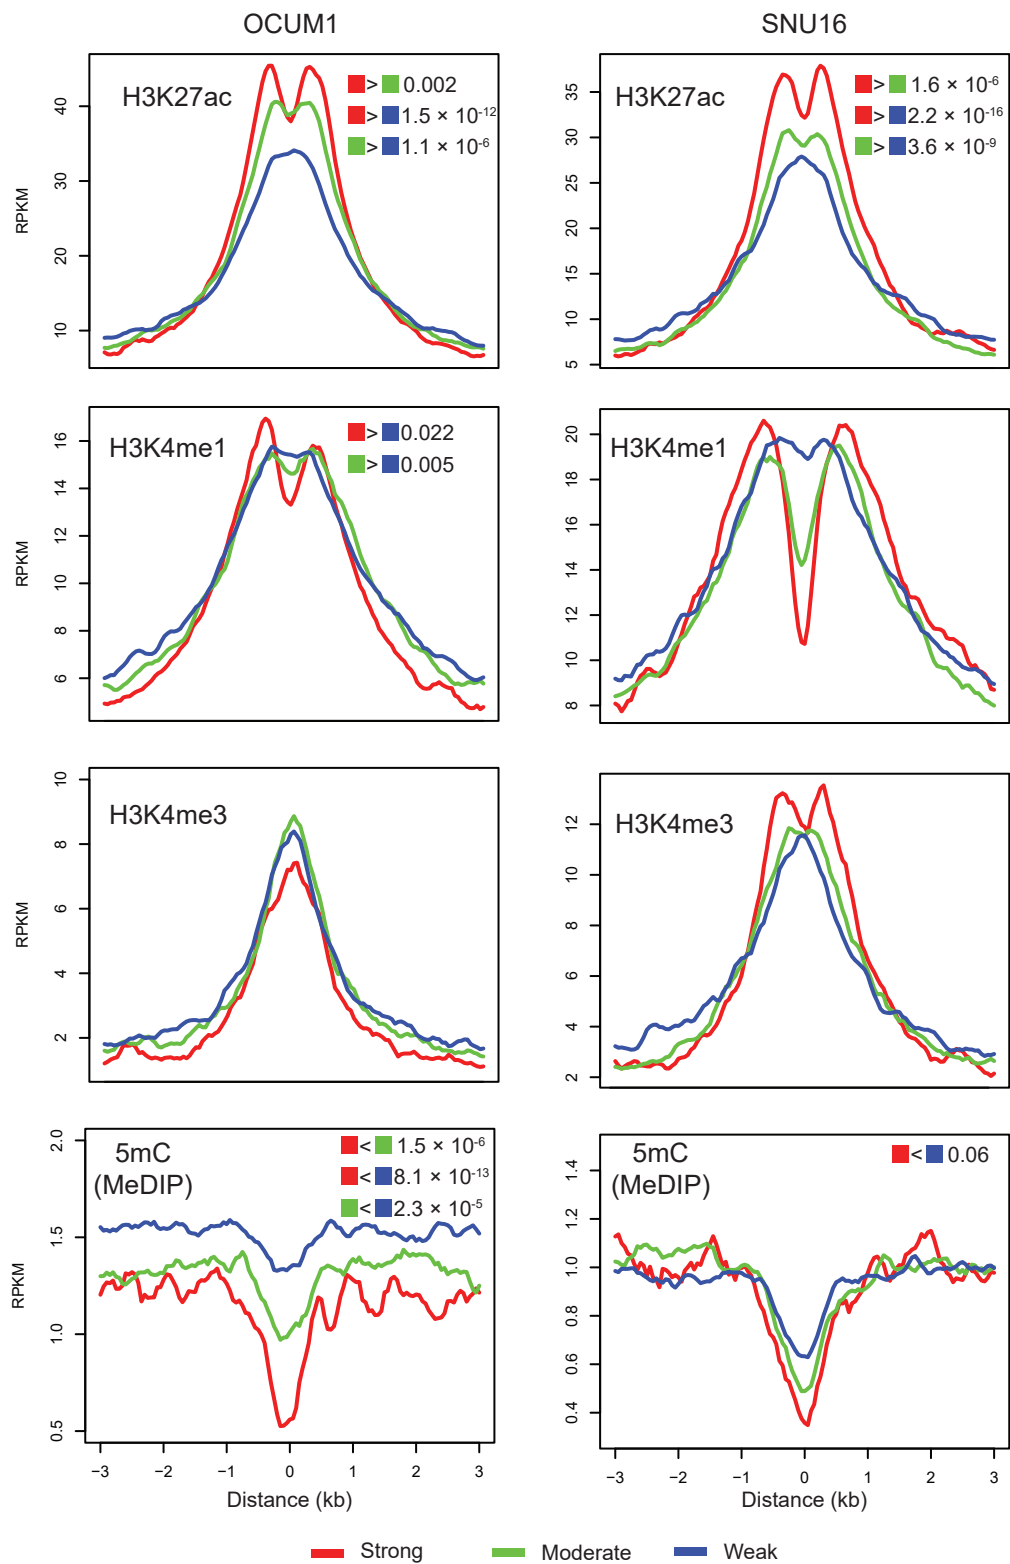 OCUM1
SNU16
H3K27ac
> 0.002
> 1.5 × 10-12
> 1.1 × 10-6
RPKM
10
20
30
40
H3K27ac
> 1.6 × 10-6
> 2.2 × 10-16
> 3.6 × 10-9
5
10
15
20
25
30
35
H3K4me1
> 0.022
> 0.005
RPKM
6
8
10
12
14
16
H3K4me1
8
10
12
14
16
18
20
H3K4me3
RPKM
2
4
6
8
10
H3K4me3
2
4
6
8
10
12
5mC
(MeDIP)
< 1.5 × 10-6
< 8.1 × 10-13
< 2.3 × 10-5
RPKM
0.5
1.0
1.5
2.0
−3 −2 −1 0 1 2 3
Distance (kb)
5mC
(MeDIP)
< 0.06
0.4
0.6
0.8
1.0
1.2
1.4
−3 −2 −1 0 1 2 3
Distance (kb)
Strong Moderate Weak